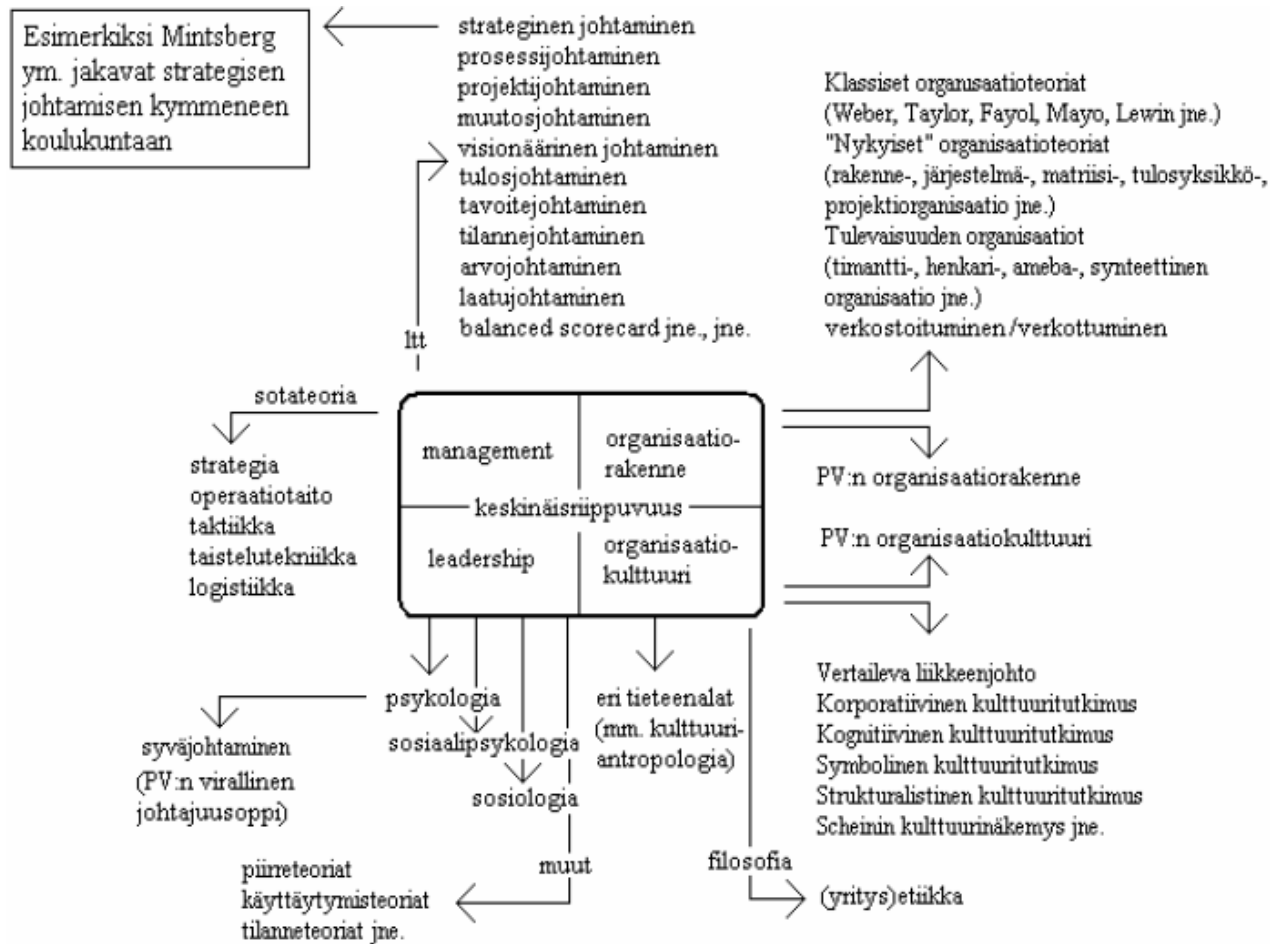 Esimerkiksi Mintsberg
ym. jakavat strategisen
johtamisen kymmeneen
koulukuntaan
strateginen johtaminen
prosessijohtaminen
projektijohtaminen
muutosjohtaminen
visionäärinen johtaminen
tulosjohtaminen
tavoitejohtaminen
tilannejohtaminen
arvojohtaminen
laatujohtaminen
balanced scorecard jne., jne.
Klassiset organisaatioteoriat
(Weber, Taylor, Fayol, Mayo, Lewin jne.)
"Nykyiset" organisaatioteoriat
(rakenne-, järjestelmä-, matriisi-, tulosyksikkö-,
projektiorganisaatio jne.)
Tulevaisuuden organisaatiot
(timantti-, henkari-, ameba-, synteettinen
organisaatio jne.)
verkostoituminen/verkottuminen
ltt
sotateoria
strategia
operaatiotaito
taktiikka
taistelutekniikka
logistiikka
management
organisaatio-
rakenne
keskinäisriippuvuus
leadership
organisaatio-
kulttuuri
PV:n organisaatiorakenne
PV:n organisaatiokulttuuri
Vertaileva liikkeenjohto
Korporatiivinen kulttuuritutkimus
Kognitiivinen kulttuuritutkimus
Symbolinen kulttuuritutkimus
Strukturalistinen kulttuuritutkimus
Scheinin kulttuurinäkemys jne.
psykologia
syväjohtaminen
(PV:n virallinen
johtajuusoppi)
sosiaalipsykologia
sosiologia
eri tieteenalat
(mm. kulttuuri-
antropologia)
muut
piirreteoriat
käyttäytymisteoriat
tilanneteoriat jne.
filosofia
(yritys)etiikka